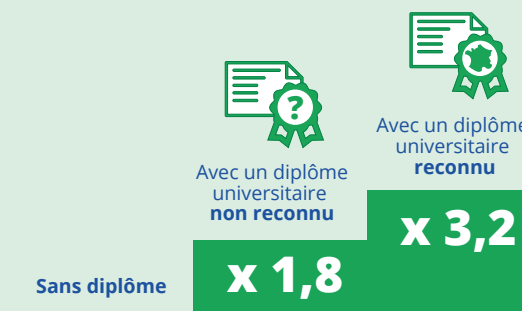 ?
Avec un diplôme
universitaire
non reconnu
Avec un diplôme
universitaire
reconnu
x 3,2
x 1,8
Sans diplôme